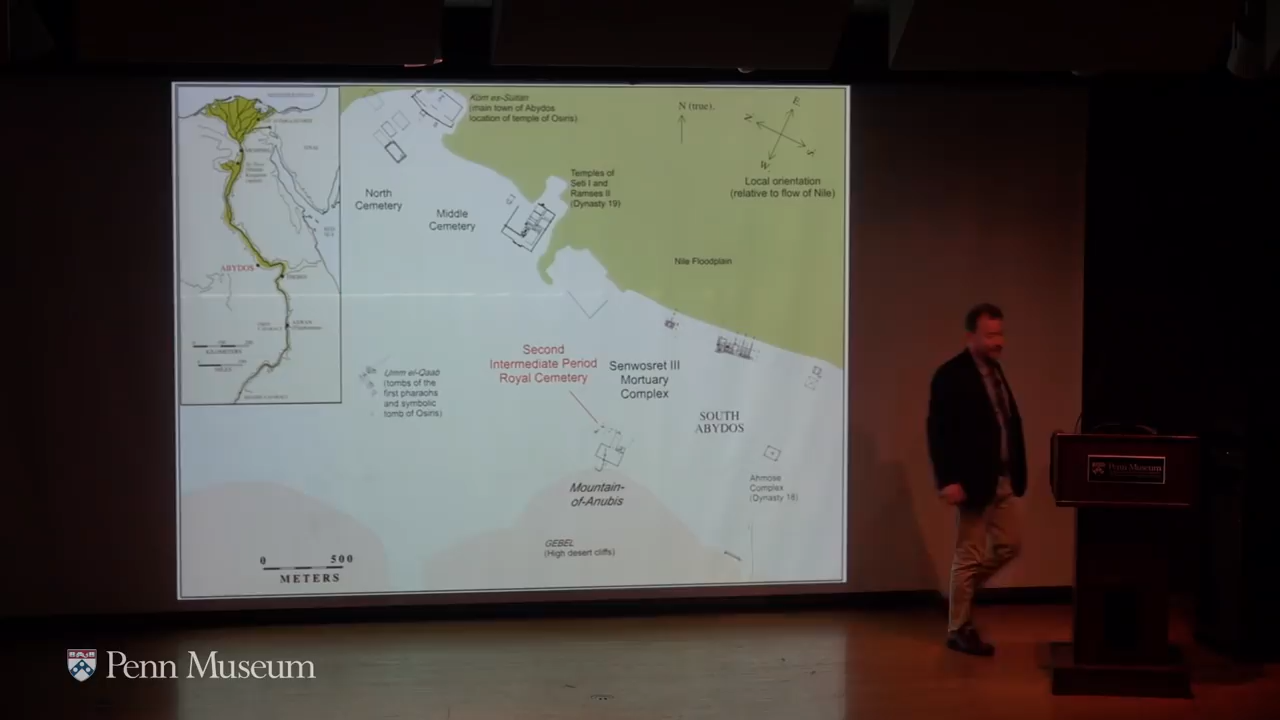 Kom es-Sultan
(main town of Abydos
location of temple of Osiris)
N (true).
E.
N.
S.
W.
Local orientation
(relative to flow of Nile)
Temples of
Seti I and
Ramses II
(Dynasty 19)
North
Cemetery
Middle
Cemetery
Nile Floodplain
ABYDOS
Second
Intermediate Period
Royal Cemetery
Senwosret III
Mortuary
Complex
Umm el-Qaab
(tombs of the
first pharaohs
and symbolic
tomb of Osiris)
SOUTH
ABYDOS
Ahmose
Complex
(Dynasty 18)
Mountain-
of-Anubis
GEBEL
(High desert cliffs)
0 500
METERS
KILOMETERS
MILES
Penn Museum
Penn Museum